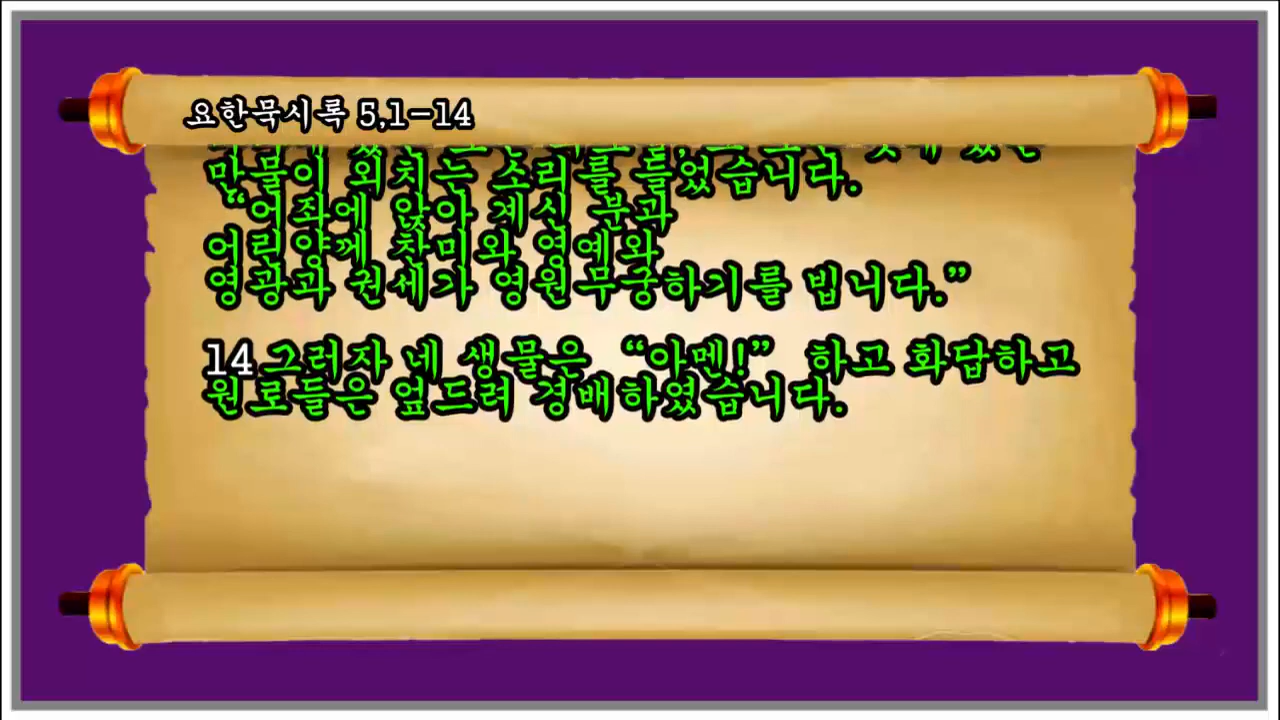 요한묵시록 5,1-14
만물이 외치는 소리를 들었습니다.
“어좌에 앉아 계신 분과
어린양께 찬미와 영예와
영광과 권세가 영원무궁하기를 빕니다.”
14 그러자 네 생물은 “아멘!” 하고 화답하고
원로들은 엎드려 경배하였습니다.